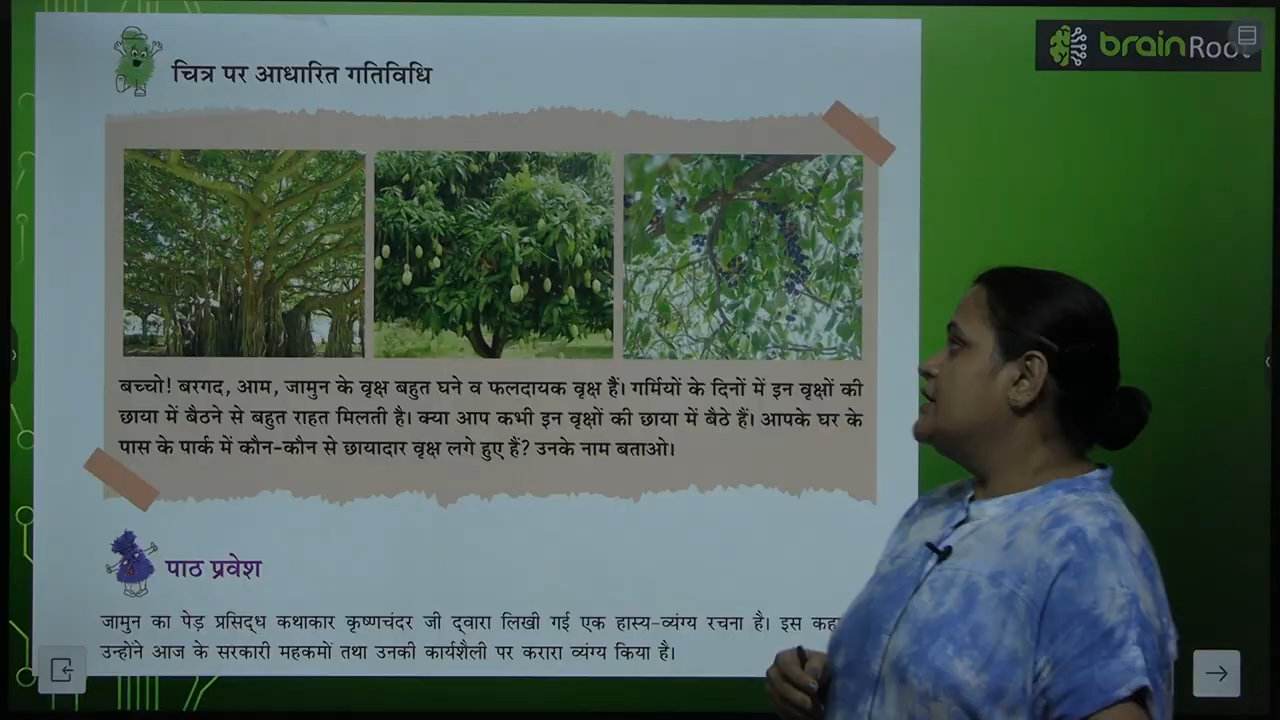 brainRoot
चित्र पर आधारित गतिविधि
बच्चो! बरगद, आम, जामुन के वृक्ष बहुत घने व फलदायक वृक्ष हैं। गर्मियों के दिनों में इन वृक्षों की
छाया में बैठने से बहुत राहत मिलती है। क्या आप कभी इन वृक्षों की छाया में बैठे हैं। आपके घर के
पास के पार्क में कौन-कौन से छायादार वृक्ष लगे हुए हैं? उनके नाम बताओ।
पाठ प्रवेश
जामुन का पेड़ प्रसिद्ध कथाकार कृष्णचंदर जी द्वारा लिखी गई एक हास्य-व्यंग्य रचना है। इस
उन्होंने आज के सरकारी महकमों तथा उनकी कार्यशैली पर करारा व्यंग्य किया है।